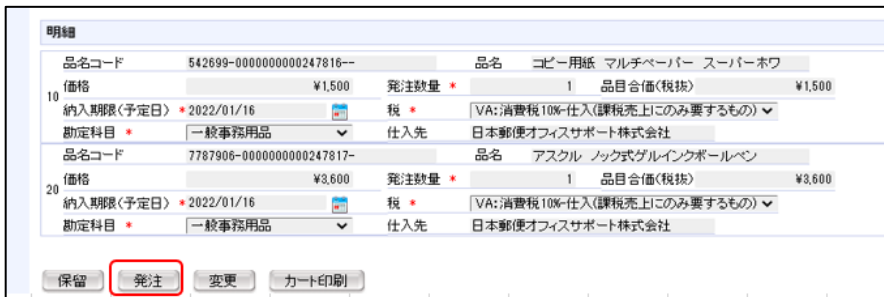 明細
品名コード 542699-0000000000247816-- 品名 コピー用紙 マルチペーパー スーパーホワ
10 価格 ¥1,500 発注数量 * 1 品目合価(税抜) ¥1,500
納入期限(予定日) * 2022/01/16 税 * VA:消費税10%-仕入(課税売上にのみ要するもの)
勘定科目 * 一般事務用品 仕入先 日本郵便オフィスサポート株式会社
品名コード 7787906-0000000000247817- 品名 アスクル ノック式ゲルインクボールペン
20 価格 ¥3,600 発注数量 * 1 品目合価(税抜) ¥3,600
納入期限(予定日) * 2022/01/16 税 * VA:消費税10%-仕入(課税売上にのみ要するもの)
勘定科目 * 一般事務用品 仕入先 日本郵便オフィスサポート株式会社
保留 発注 変更 カート印刷